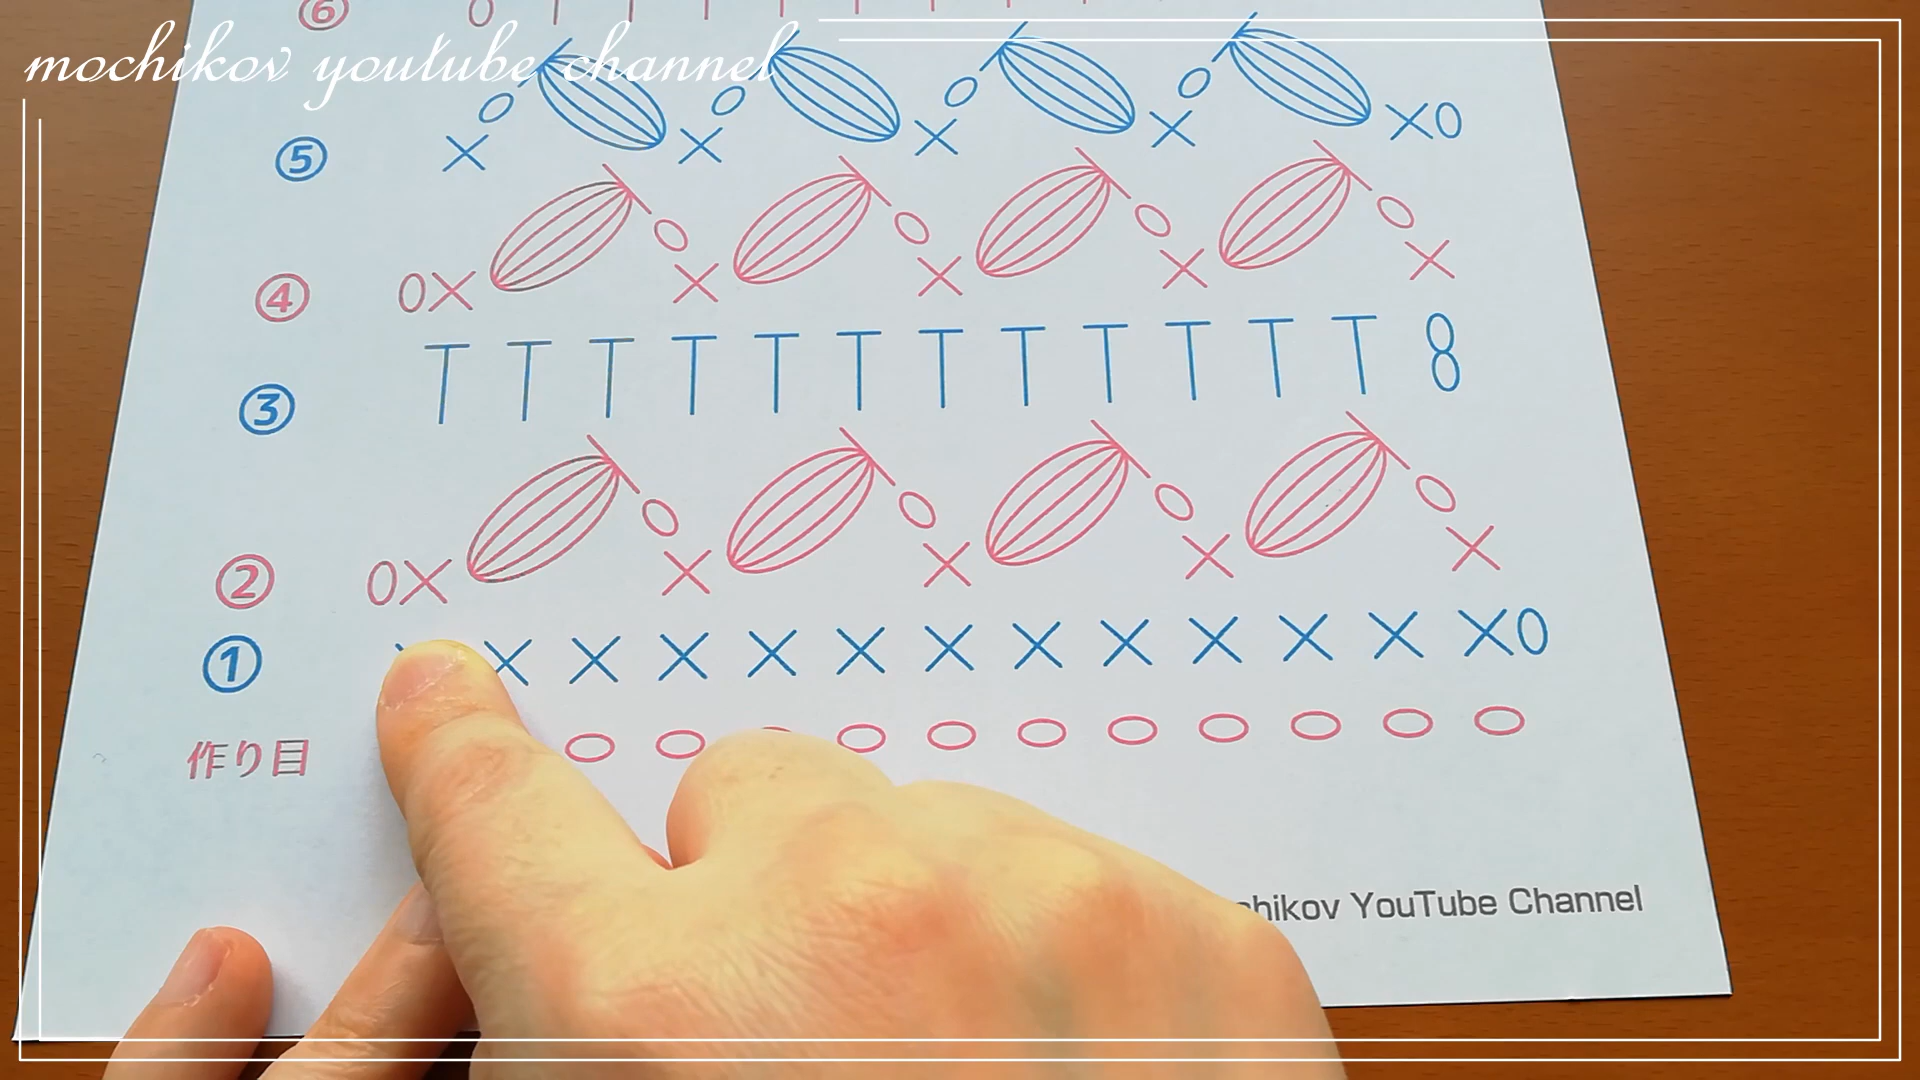 ⑥
mochikov youtube channel
⑤
④
③
②
①
作り目
hikov YouTube Channel